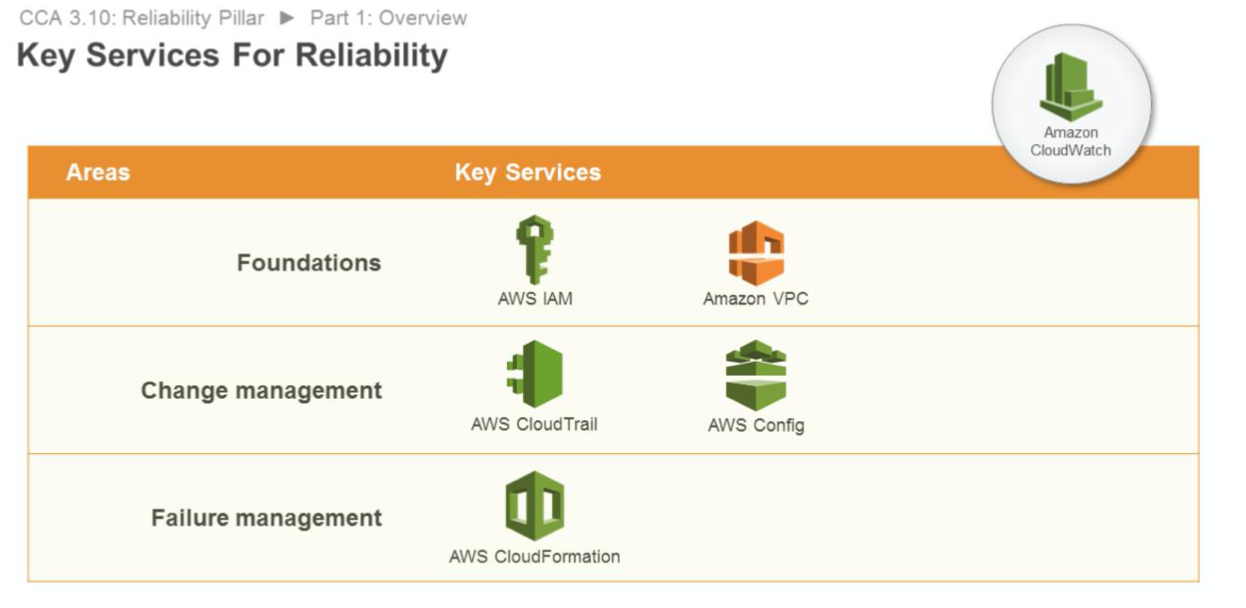 CCA 3.10: Reliability Pillar ► Part 1: Overview
Key Services For Reliability
Amazon
CloudWatch
Areas Key Services
Foundations
AWS IAM Amazon VPC
Change management
AWS CloudTrail AWS Config
Failure management
AWS CloudFormation